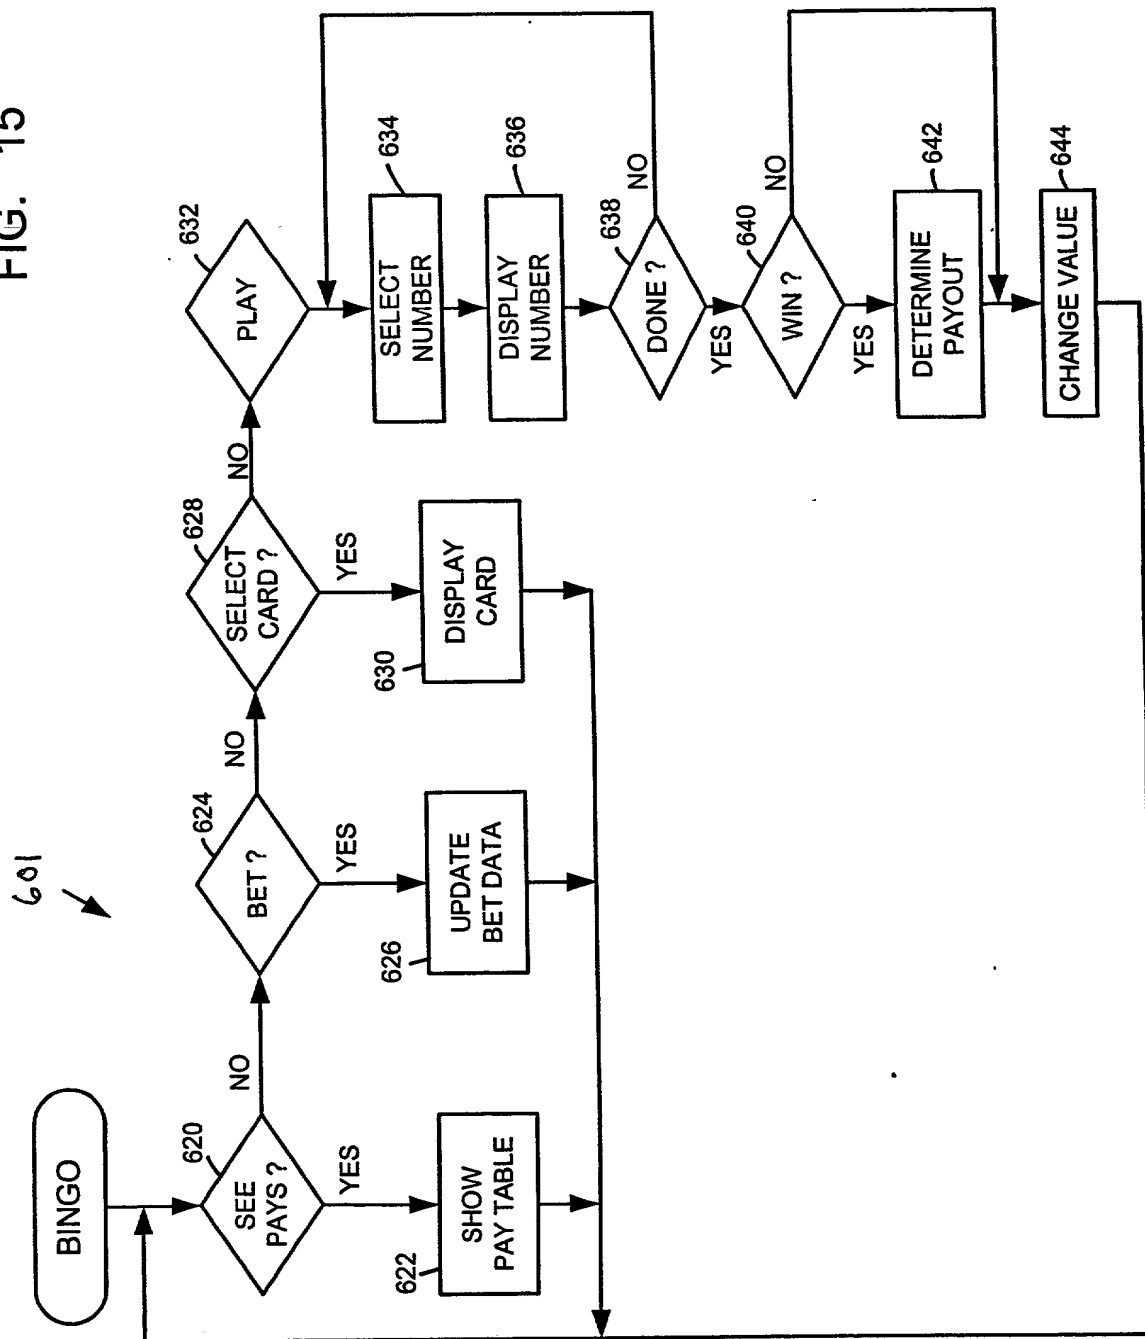 FIG. 15
601
BINGO
620
SEE
PAYS ?
NO
YES
622
SHOW
PAY TABLE
624
BET ?
NO
YES
626
UPDATE
BET DATA
628
SELECT
CARD ?
NO
YES
630
DISPLAY
CARD
632
PLAY
634
SELECT
NUMBER
636
DISPLAY
NUMBER
638
DONE ?
NO
YES
640
WIN ?
NO
YES
642
DETERMINE
PAYOUT
644
CHANGE VALUE